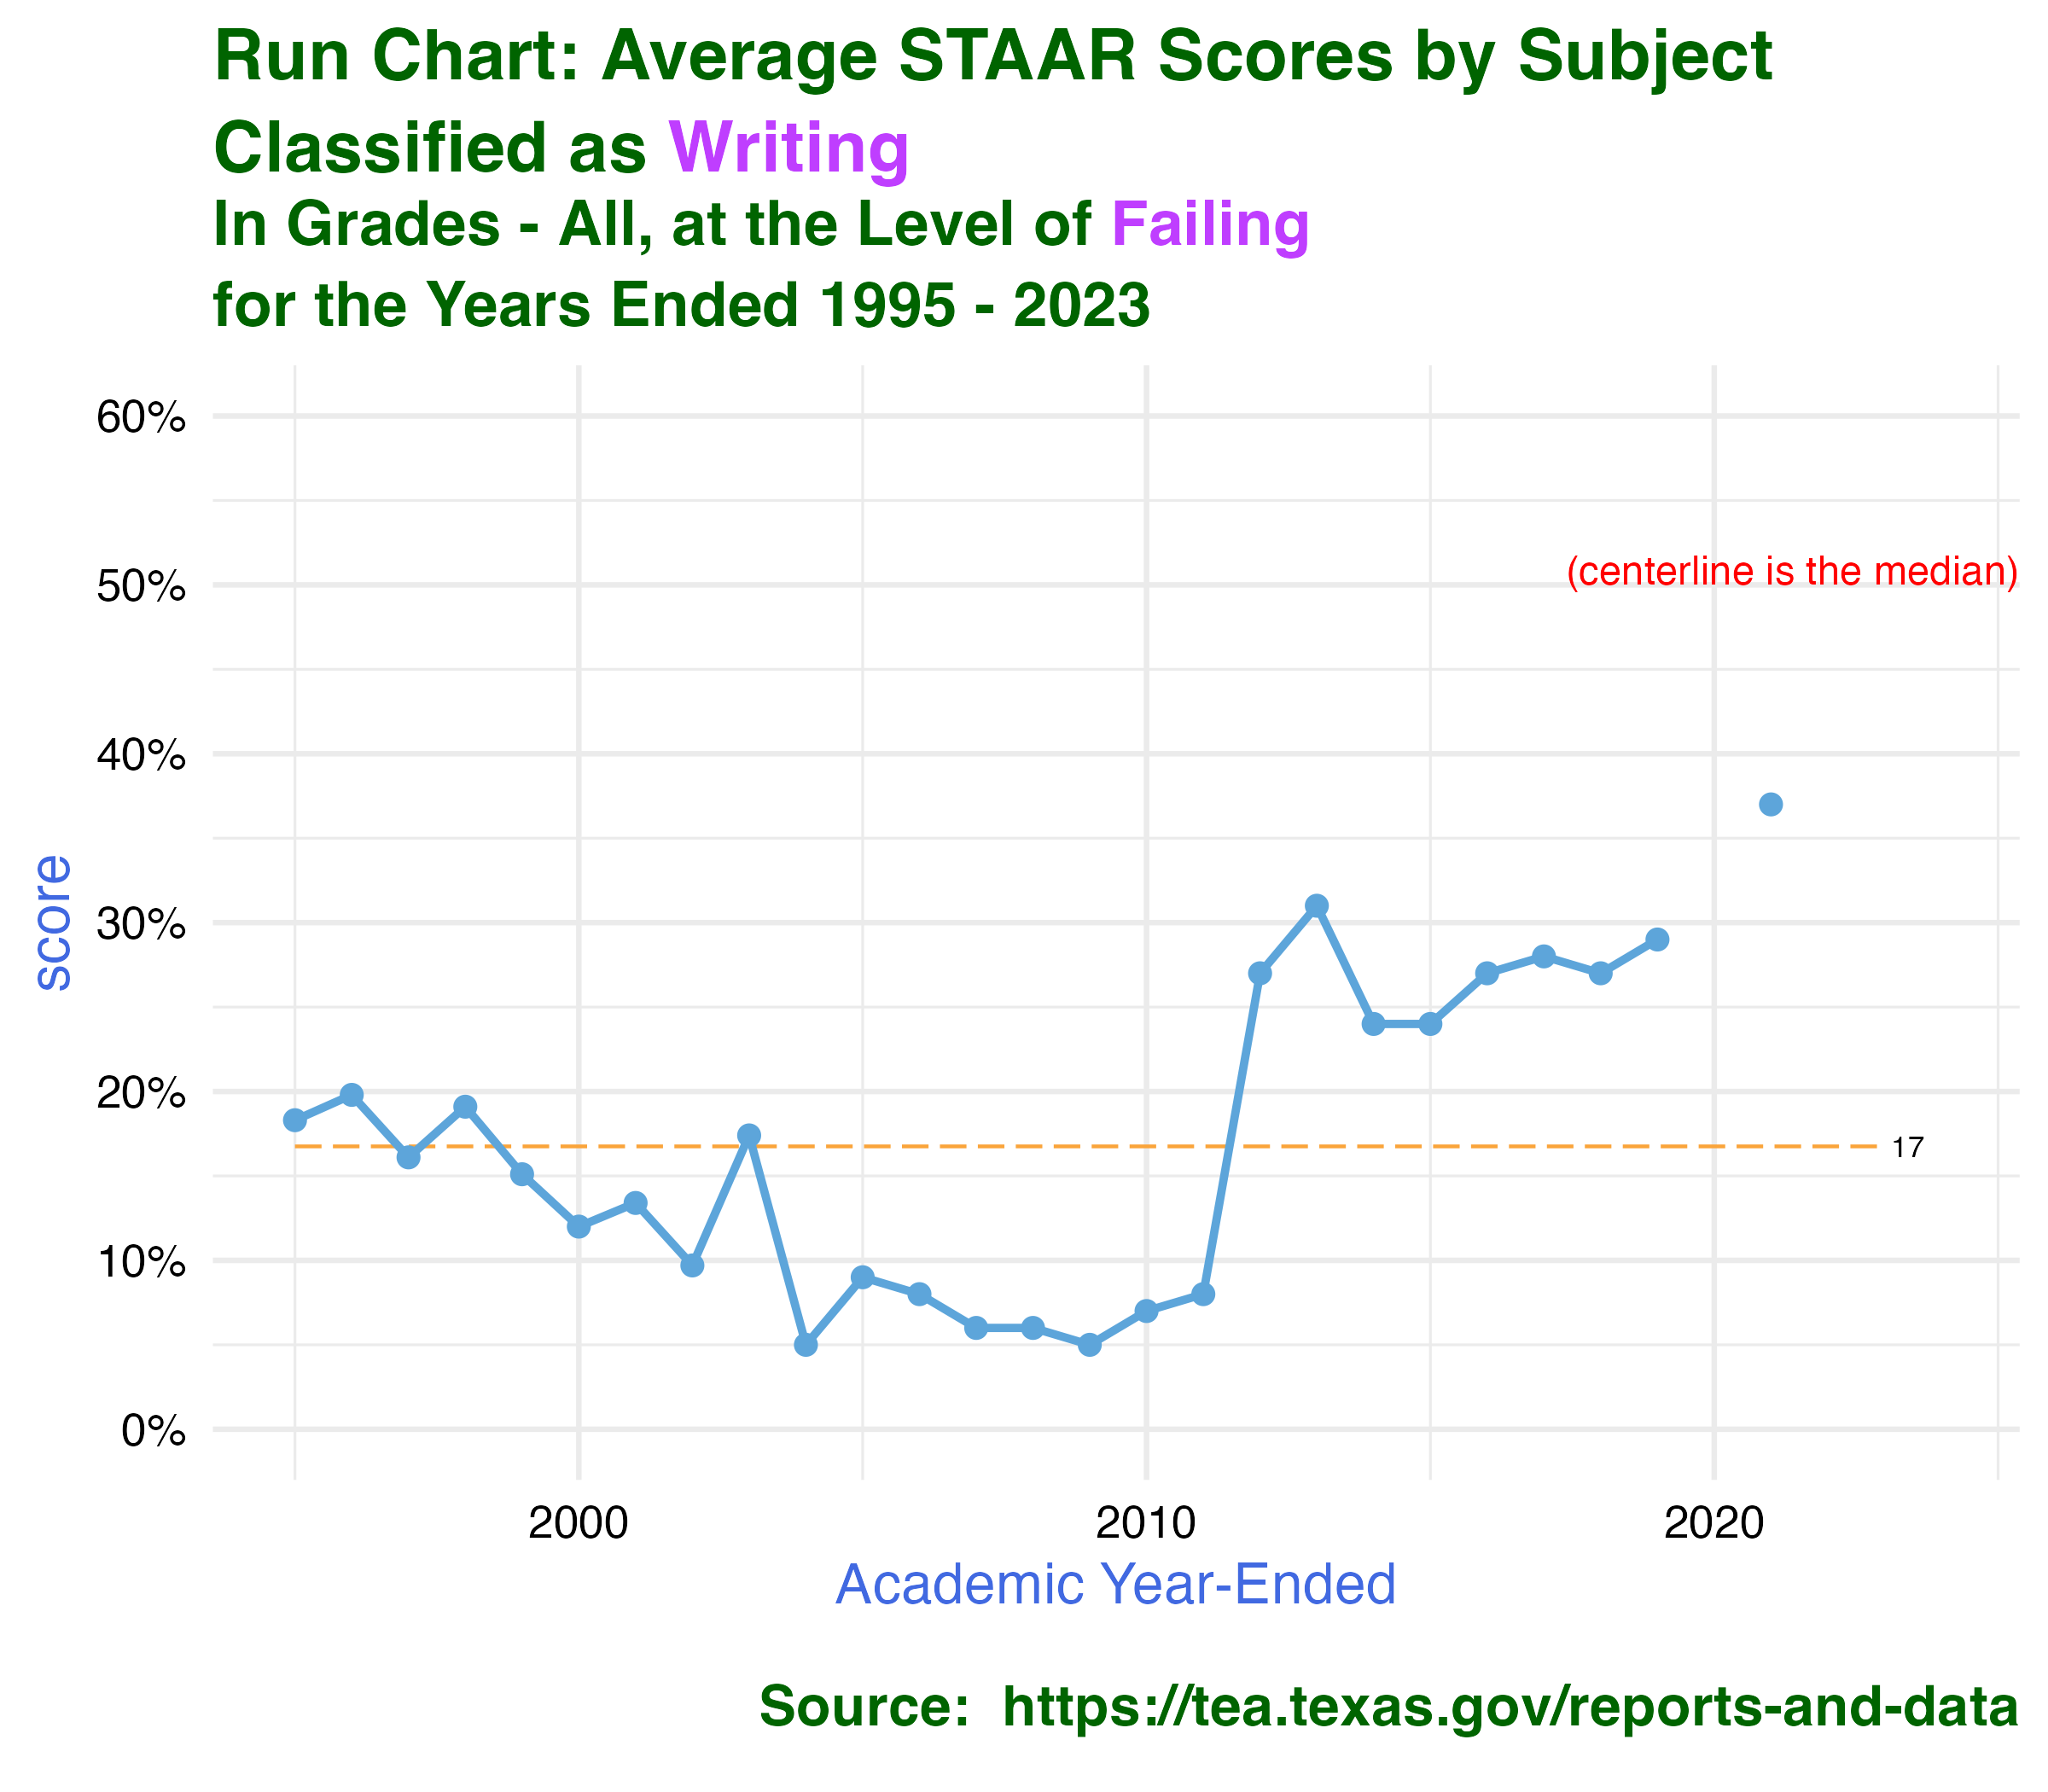 Run Chart: Average STAAR Scores by Subject
Classified as Writing
In Grades - All, at the Level of Failing
for the Years Ended 1995 - 2023
60%
(centerline is the median)
50%
40%
score
30%
20%
17
10%
0%
2000 2010 2020
Academic Year-Ended
Source: https://tea.texas.gov/reports-and-data